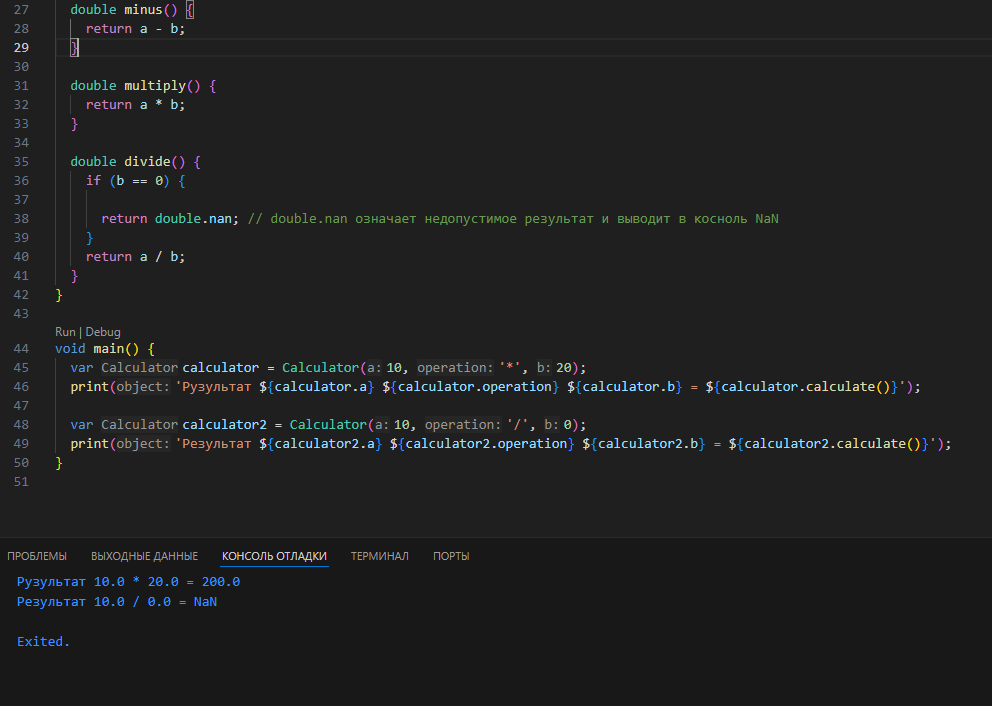 27 double minus() {
28 return a - b;
29 }
30
31 double multiply() {
32 return a * b;
33 }
34
35 double divide() {
36 if (b == 0) {
37
38 return double.nan; // double.nan означает недопустимое результат и выводит в косноль NaN
39 }
40 return a / b;
41 }
42 }
43
Run | Debug
44 void main() {
45 var Calculator calculator = Calculator(a: 10, operation: '*', b: 20);
46 print(object: 'Рузультат ${calculator.a} ${calculator.operation} ${calculator.b} = ${calculator.calculate()}');
47
48 var Calculator calculator2 = Calculator(a: 10, operation: '/', b: 0);
49 print(object: 'Результат ${calculator2.a} ${calculator2.operation} ${calculator2.b} = ${calculator2.calculate()}');
50 }
51
ПРОБЛЕМЫ ВЫХОДНЫЕ ДАННЫЕ КОНСОЛЬ ОТЛАДКИ ТЕРМИНАЛ ПОРТЫ
Рузультат 10.0 * 20.0 = 200.0
Результат 10.0 / 0.0 = NaN
Exited.